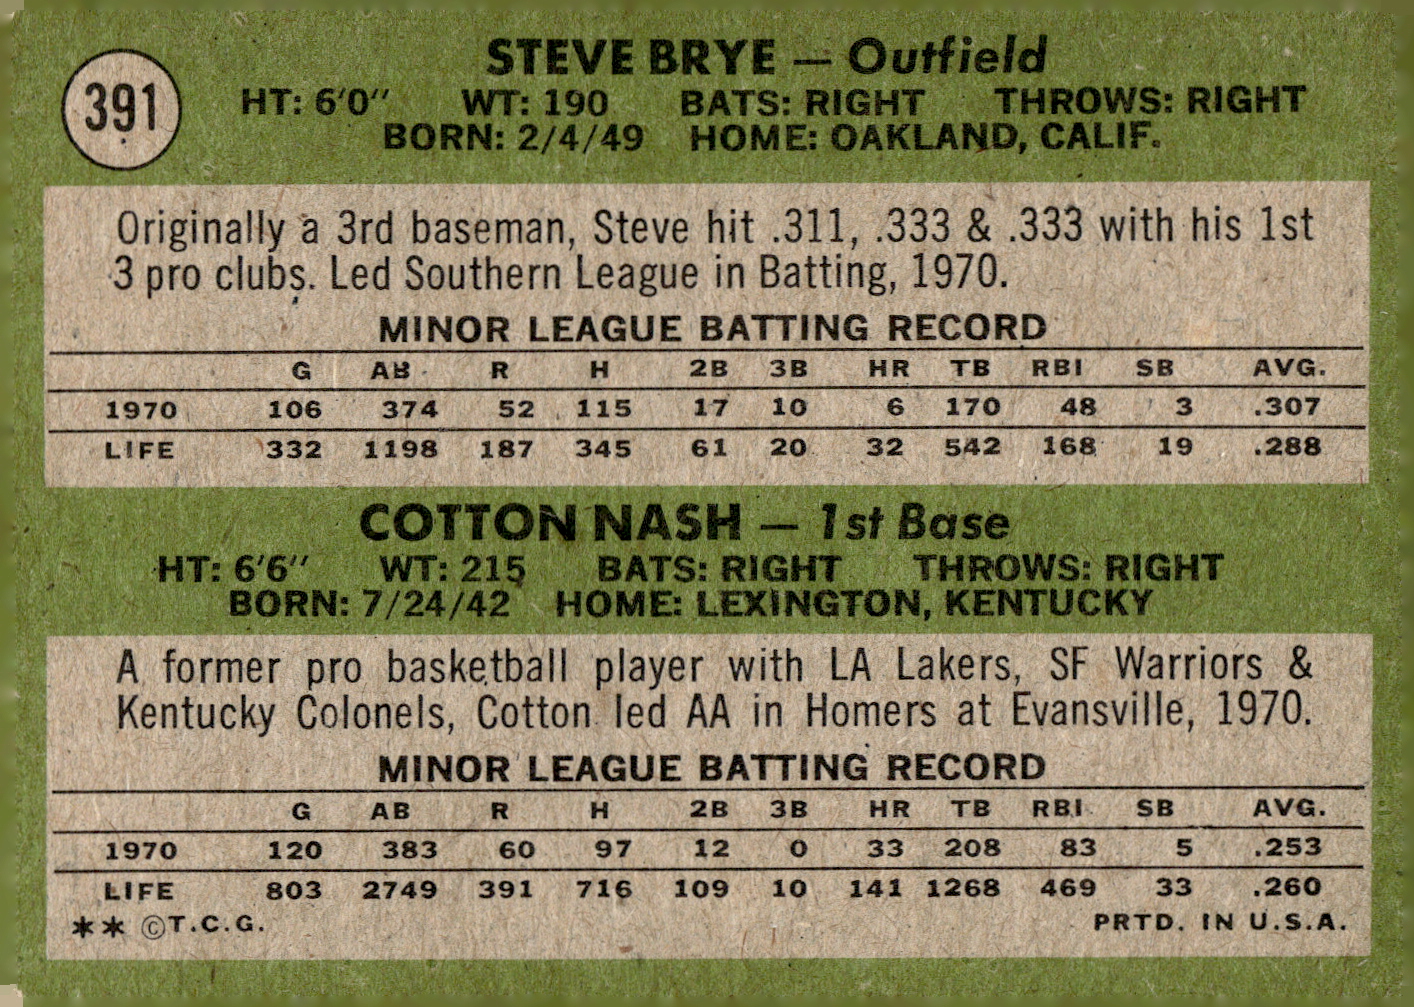 391
STEVE BRYE — Outfield
HT: 6'0" WT: 190 BATS: RIGHT THROWS: RIGHT
BORN: 2/4/49 HOME: OAKLAND, CALIF.
Originally a 3rd baseman, Steve hit .311, .333 & .333 with his 1st
3 pro clubs. Led Southern League in Batting, 1970.
MINOR LEAGUE BATTING RECORD
G AB R H 2B 3B HR TB RBI SB AVG.
1970 106 374 52 115 17 10 6 170 48 3 .307
LIFE 332 1198 187 345 61 20 32 542 168 19 .288
COTTON NASH — 1st Base
HT: 6'6" WT: 215 BATS: RIGHT THROWS: RIGHT
BORN: 7/24/42 HOME: LEXINGTON, KENTUCKY
A former pro basketball player with LA Lakers, SF Warriors &
Kentucky Colonels, Cotton led AA in Homers at Evansville, 1970.
MINOR LEAGUE BATTING RECORD
G AB R H 2B 3B HR TB RBI SB AVG.
1970 120 383 60 97 12 0 33 208 83 5 .253
LIFE 803 2749 391 716 109 10 141 1268 469 33 .260
** ©T.C.G. PRTD. IN U.S.A.